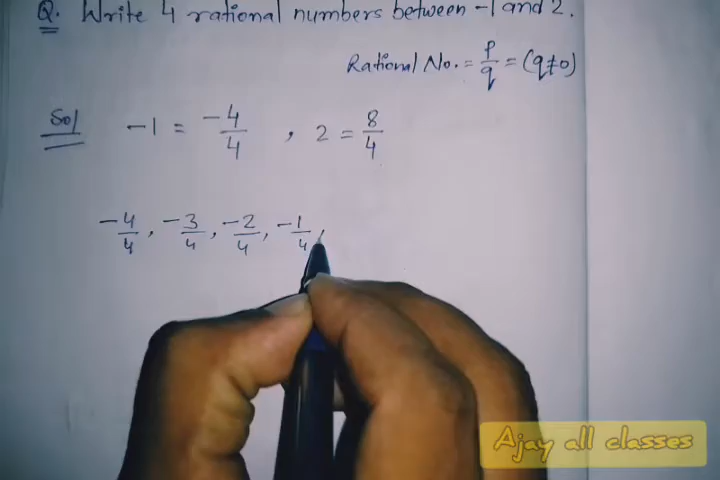 Q. Write 4 rational numbers between -1 and 2.
Rational No. = p/q = (q≠0)
Sol -1 = -4/4 , 2 = 8/4
-4/4, -3/4, -2/4, -1/4,
Ajay all classes